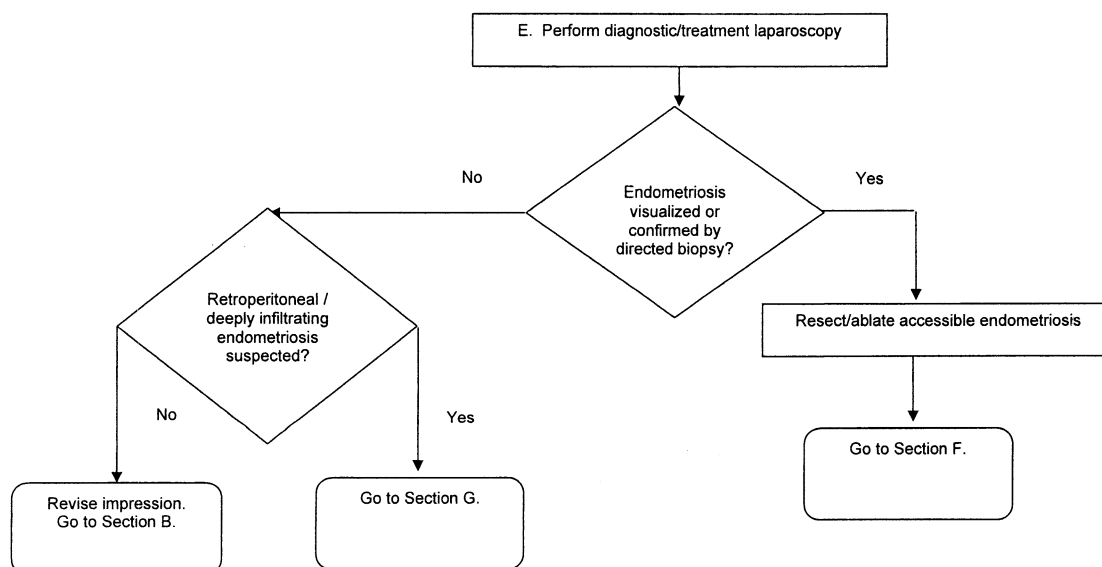 E. Perform diagnostic/treatment laparoscopy
No
Yes
Endometriosis
visualized or
confirmed by
directed biopsy?
Retroperitoneal /
deeply infiltrating
endometriosis
suspected?
Resect/ablate accessible endometriosis
No
Yes
Go to Section F.
Revise impression.
Go to Section B.
Go to Section G.